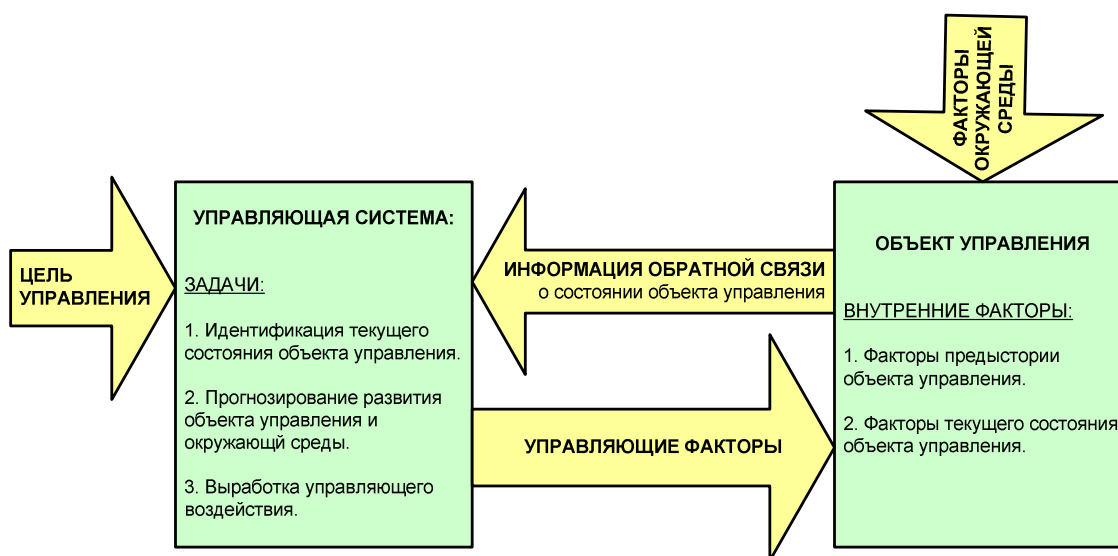 ФАКТОРЫ
ОКРУЖАЮЩЕЙ
СРЕДЫ
ЦЕЛЬ
УПРАВЛЕНИЯ
УПРАВЛЯЮЩАЯ СИСТЕМА:
ЗАДАЧИ:
1. Идентификация текущего
состояния объекта управления.
2. Прогнозирование развития
объекта управления и
окружающй среды.
3. Выработка управляющего
воздействия.
ИНФОРМАЦИЯ ОБРАТНОЙ СВЯЗИ
о состоянии объекта управления
УПРАВЛЯЮЩИЕ ФАКТОРЫ
ОБЪЕКТ УПРАВЛЕНИЯ
ВНУТРЕННИЕ ФАКТОРЫ:
1. Факторы предыстории
объекта управления.
2. Факторы текущего состояния
объекта управления.